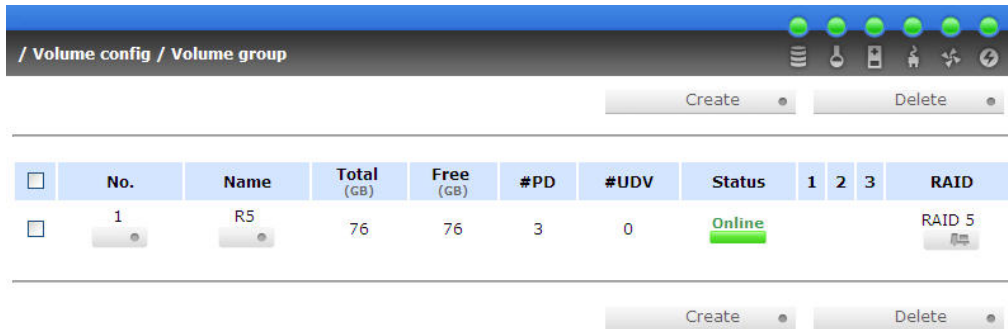 / Volume config / Volume group
Create
Delete
No. Name Total (GB) Free (GB) #PD #UDV Status 1 2 3 RAID
1 R5 76 76 3 0 Online RAID 5
Create
Delete